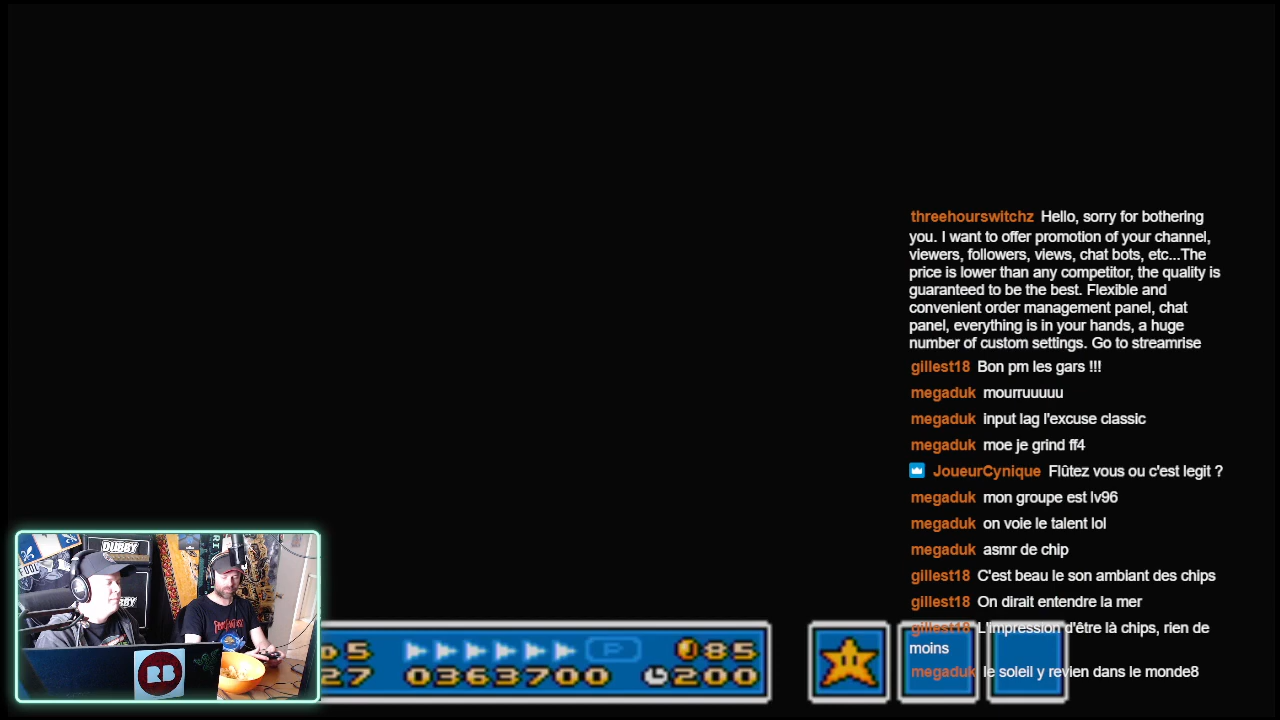 threehourswitchz Hello, sorry for bothering
you. I want to offer promotion of your channel,
viewers, followers, views, chat bots, etc...The
price is lower than any competitor, the quality is
guaranteed to be the best. Flexible and
convenient order management panel, chat
panel, everything is in your hands, a huge
number of custom settings. Go to streamrise
gillest18 Bon pm les gars !!!
megaduk mourruuuuu
megaduk input lag l'excuse classic
megaduk moe je grind ff4
JoueurCynique Flûtez vous ou c'est legit ?
megaduk mon groupe est lv96
megaduk on voie le talent lol
megaduk asmr de chip
gillest18 C'est beau le son ambiant des chips
gillest18 On dirait entendre la mer
gillest18 L'impression d'être là chips, rien de
moins
megaduk le soleil y revien dans le monde8
DUBBY
5 P 85
27 0363700 200